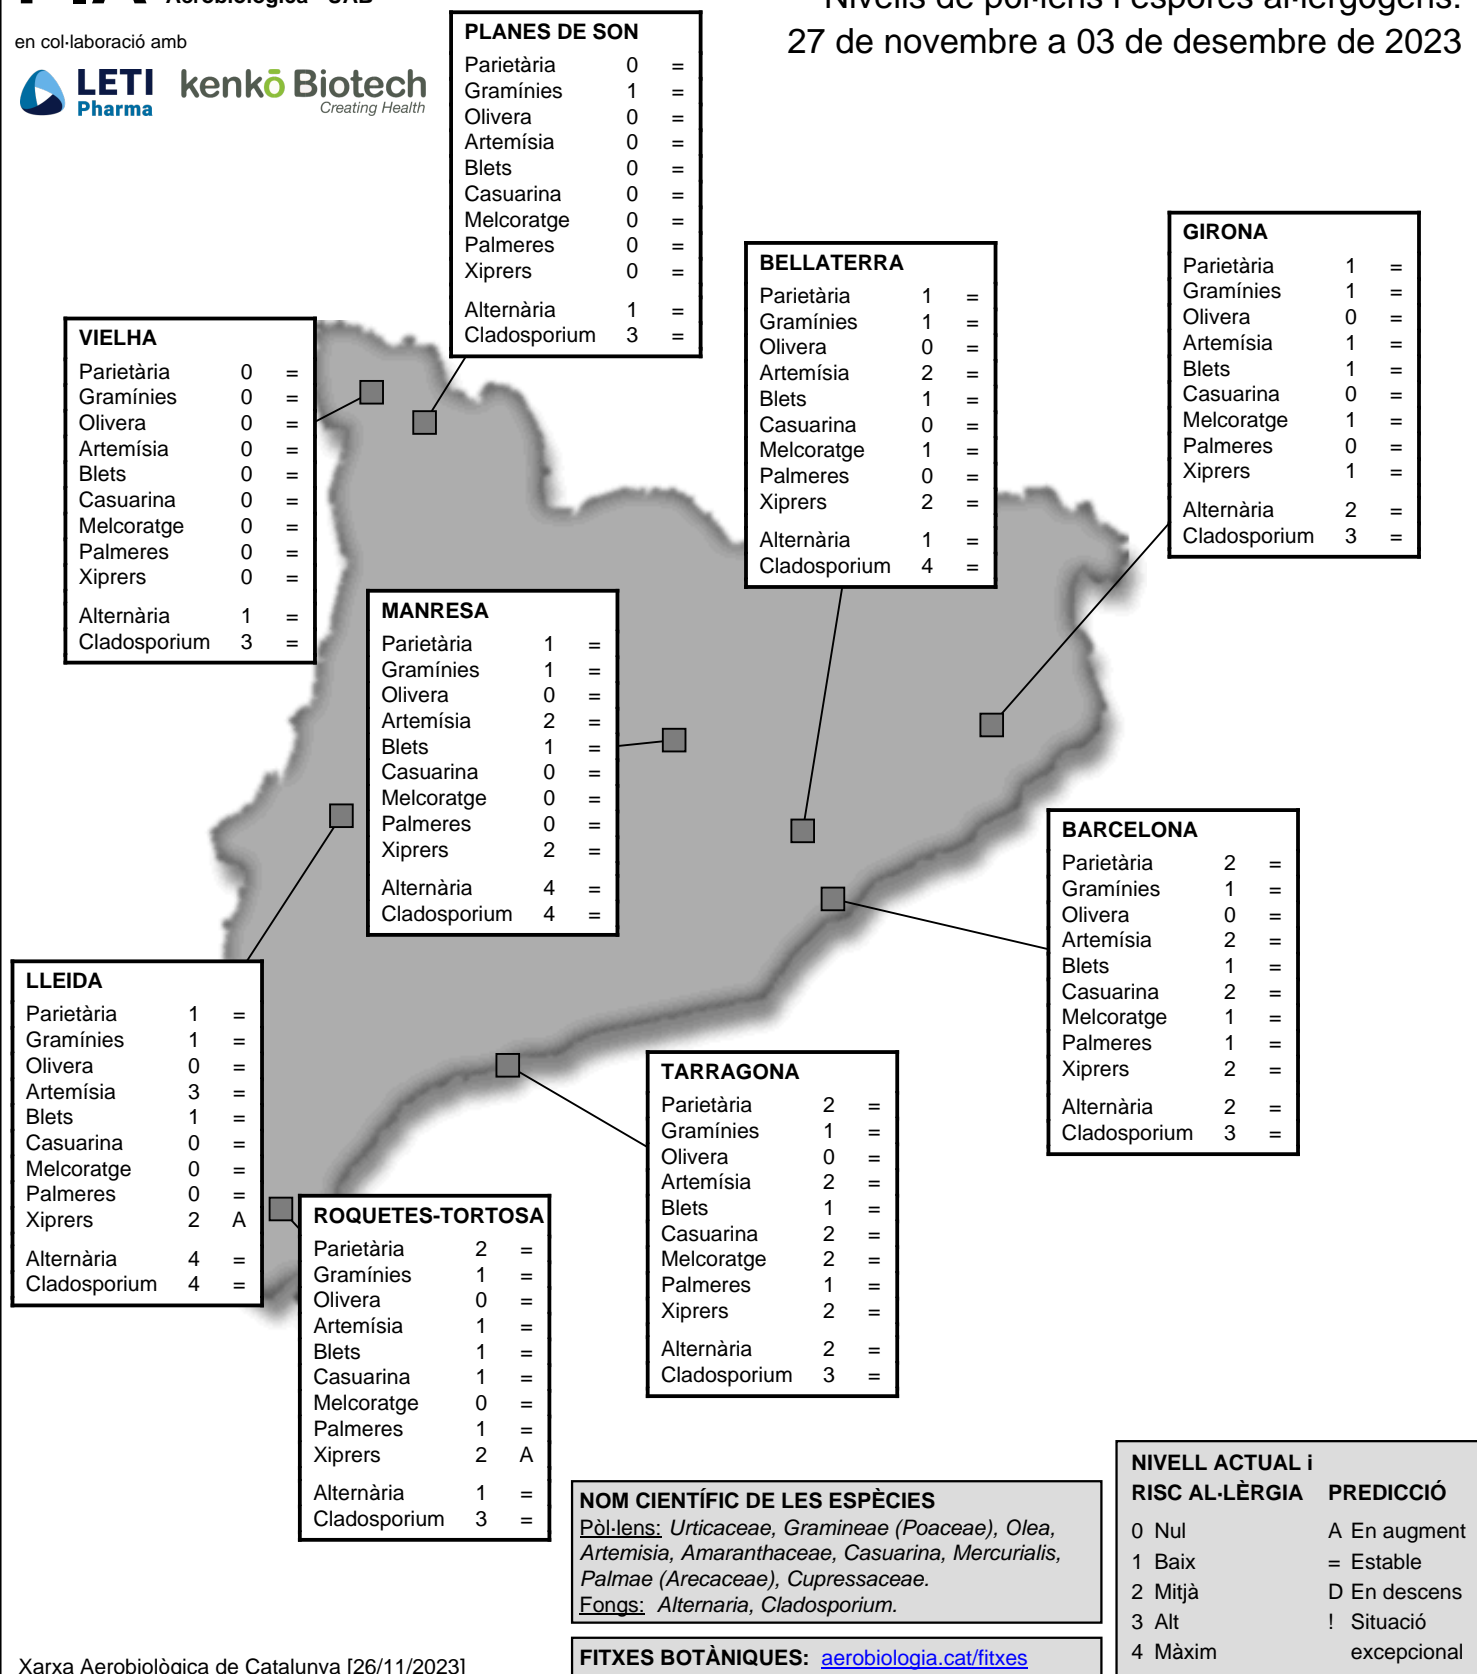 Aerobiològica - UAB
Nivells de pol·lens i espores al·lergògens:
27 de novembre a 03 de desembre de 2023
en col·laboració amb
LETI Pharma
kenkō Biotech
Creating Health
PLANES DE SON
Parietària 0 =
Gramínies 1 =
Olivera 0 =
Artemísia 0 =
Blets 0 =
Casuarina 0 =
Melcoratge 0 =
Palmeres 0 =
Xiprers 0 =
Alternària 1 =
Cladosporium 3 =
GIRONA
Parietària 1 =
Gramínies 1 =
Olivera 0 =
Artemísia 1 =
Blets 1 =
Casuarina 0 =
Melcoratge 1 =
Palmeres 0 =
Xiprers 1 =
Alternària 2 =
Cladosporium 3 =
BELLATERRA
Parietària 1 =
Gramínies 1 =
Olivera 0 =
Artemísia 2 =
Blets 1 =
Casuarina 0 =
Melcoratge 1 =
Palmeres 0 =
Xiprers 2 =
Alternària 1 =
Cladosporium 4 =
VIELHA
Parietària 0 =
Gramínies 0 =
Olivera 0 =
Artemísia 0 =
Blets 0 =
Casuarina 0 =
Melcoratge 0 =
Palmeres 0 =
Xiprers 0 =
Alternària 1 =
Cladosporium 3 =
MANRESA
Parietària 1 =
Gramínies 1 =
Olivera 0 =
Artemísia 2 =
Blets 1 =
Casuarina 0 =
Melcoratge 0 =
Palmeres 0 =
Xiprers 2 =
Alternària 4 =
Cladosporium 4 =
BARCELONA
Parietària 2 =
Gramínies 1 =
Olivera 0 =
Artemísia 2 =
Blets 1 =
Casuarina 2 =
Melcoratge 1 =
Palmeres 1 =
Xiprers 2 =
Alternària 2 =
Cladosporium 3 =
LLEIDA
Parietària 1 =
Gramínies 1 =
Olivera 0 =
Artemísia 3 =
Blets 1 =
Casuarina 0 =
Melcoratge 0 =
Palmeres 0 =
Xiprers 2 A
Alternària 4 =
Cladosporium 4 =
TARRAGONA
Parietària 2 =
Gramínies 1 =
Olivera 0 =
Artemísia 2 =
Blets 1 =
Casuarina 2 =
Melcoratge 2 =
Palmeres 1 =
Xiprers 2 =
Alternària 2 =
Cladosporium 3 =
ROQUETES-TORTOSA
Parietària 2 =
Gramínies 1 =
Olivera 0 =
Artemísia 1 =
Blets 1 =
Casuarina 1 =
Melcoratge 0 =
Palmeres 1 =
Xiprers 2 A
Alternària 1 =
Cladosporium 3 =
NOM CIENTÍFIC DE LES ESPÈCIES
Pòl·lens: Urticaceae, Gramineae (Poaceae), Olea,
Artemisia, Amaranthaceae, Casuarina, Mercurialis,
Palmae (Arecaceae), Cupressaceae.
Fongs: Alternaria, Cladosporium.
FITXES BOTÀNIQUES: aerobiologia.cat/fitxes
NIVELL ACTUAL i
RISC AL·LÈRGIA PREDICCIÓ
0 Nul A En augment
1 Baix = Estable
2 Mitjà D En descens
3 Alt ! Situació
4 Màxim excepcional
Xarxa Aerobiològica de Catalunya [26/11/2023]